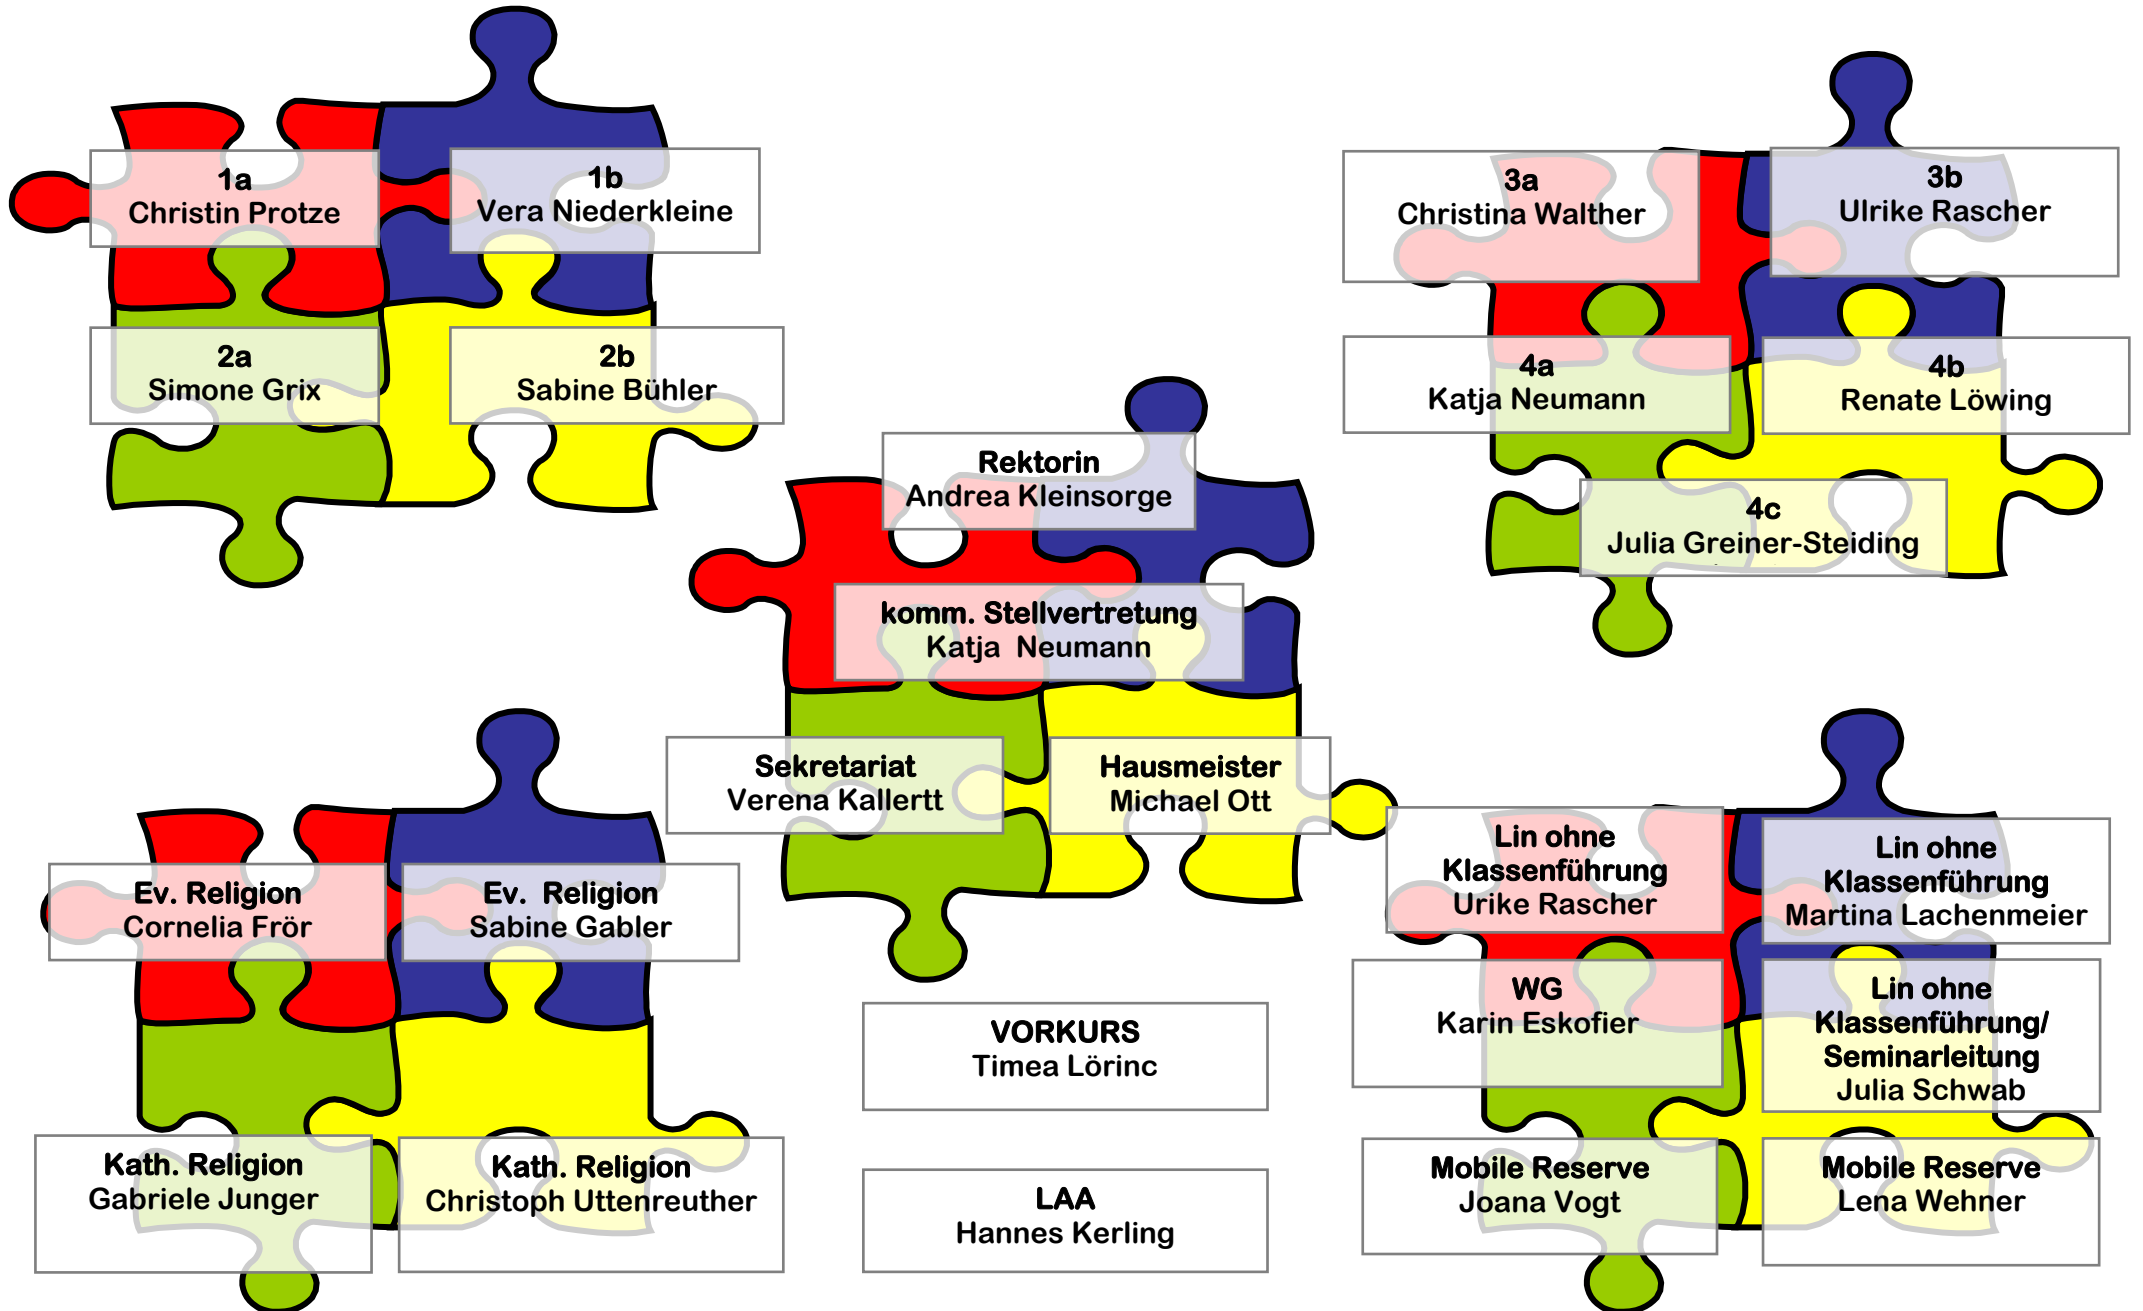 1a
Christin Protze
1b
Vera Niederkleine
2a
Simone Grix
2b
Sabine Bühler
3a
Christina Walther
3b
Ulrike Rascher
4a
Katja Neumann
4b
Renate Löwing
4c
Julia Greiner-Steiding
Rektorin
Andrea Kleinsorge
komm. Stellvertretung
Katja  Neumann
Sekretariat
Verena Kallertt
Hausmeister
Michael Ott
Ev. Religion
Cornelia Frör
Ev.  Religion
Sabine Gabler
Kath. Religion
Gabriele Junger
Kath. Religion
Christoph Uttenreuther
VORKURS
Timea Lörinc
LAA
Hannes Kerling
Lin ohne
Klassenführung
Urike Rascher
Lin ohne
Klassenführung
Martina Lachenmeier
WG
Karin Eskofier
Lin ohne
Klassenführung/
Seminarleitung
Julia Schwab
Mobile Reserve
Joana Vogt
Mobile Reserve
Lena Wehner